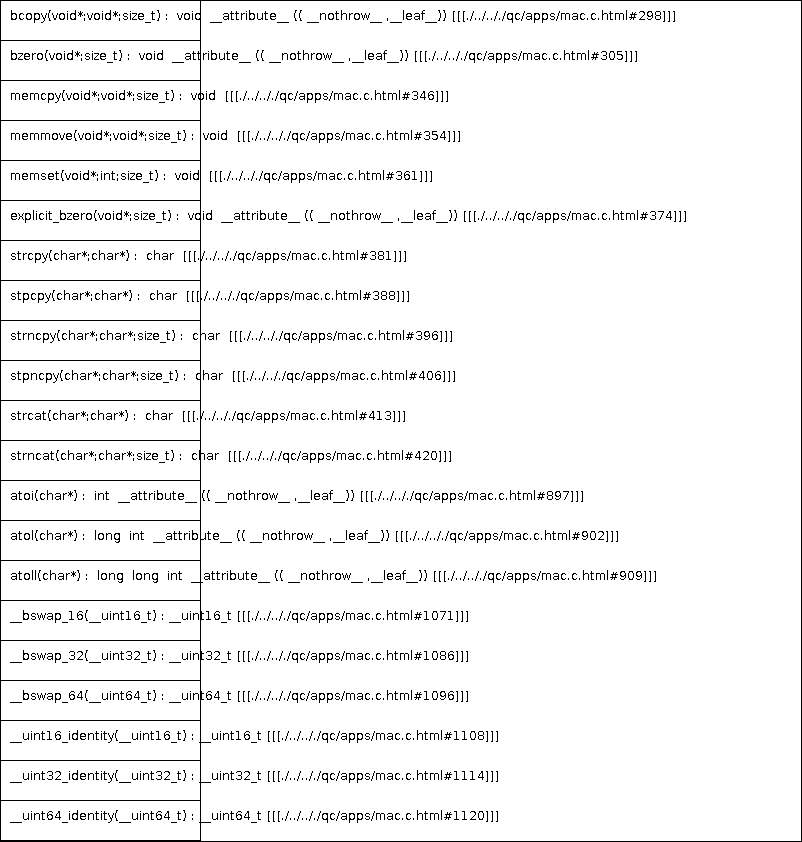 bcopy(void*;void*;size_t) : void __attribute__ (( __nothrow__ ,__leaf__)) [[[./../.././qc/apps/mac.c.html#298]]]
bzero(void*;size_t) : void __attribute__ (( __nothrow__ ,__leaf__)) [[[./../.././qc/apps/mac.c.html#305]]]
memcpy(void*;void*;size_t) : void [[[./../.././qc/apps/mac.c.html#346]]]
memmove(void*;void*;size_t) : void [[[./../.././qc/apps/mac.c.html#354]]]
memset(void*;int;size_t) : void [[[./../.././qc/apps/mac.c.html#361]]]
explicit_bzero(void*;size_t) : void __attribute__ (( __nothrow__ ,__leaf__)) [[[./../.././qc/apps/mac.c.html#374]]]
strcpy(char*;char*) : char [[[./../.././qc/apps/mac.c.html#381]]]
stpcpy(char*;char*) : char [[[./../.././qc/apps/mac.c.html#388]]]
strncpy(char*;char*;size_t) : char [[[./../.././qc/apps/mac.c.html#396]]]
stpncpy(char*;char*;size_t) : char [[[./../.././qc/apps/mac.c.html#406]]]
strcat(char*;char*) : char [[[./../.././qc/apps/mac.c.html#413]]]
strncat(char*;char*;size_t) : char [[[./../.././qc/apps/mac.c.html#420]]]
atoi(char*) : int __attribute__ (( __nothrow__ ,__leaf__)) [[[./../.././qc/apps/mac.c.html#897]]]
atol(char*) : long int __attribute__ (( __nothrow__ ,__leaf__)) [[[./../.././qc/apps/mac.c.html#902]]]
atoll(char*) : long long int __attribute__ (( __nothrow__ ,__leaf__)) [[[./../.././qc/apps/mac.c.html#909]]]
__bswap_16(__uint16_t) : __uint16_t [[[./../.././qc/apps/mac.c.html#1071]]]
__bswap_32(__uint32_t) : __uint32_t [[[./../.././qc/apps/mac.c.html#1086]]]
__bswap_64(__uint64_t) : __uint64_t [[[./../.././qc/apps/mac.c.html#1096]]]
__uint16_identity(__uint16_t) : __uint16_t [[[./../.././qc/apps/mac.c.html#1108]]]
__uint32_identity(__uint32_t) : __uint32_t [[[./../.././qc/apps/mac.c.html#1114]]]
__uint64_identity(__uint64_t) : __uint64_t [[[./../.././qc/apps/mac.c.html#1120]]]